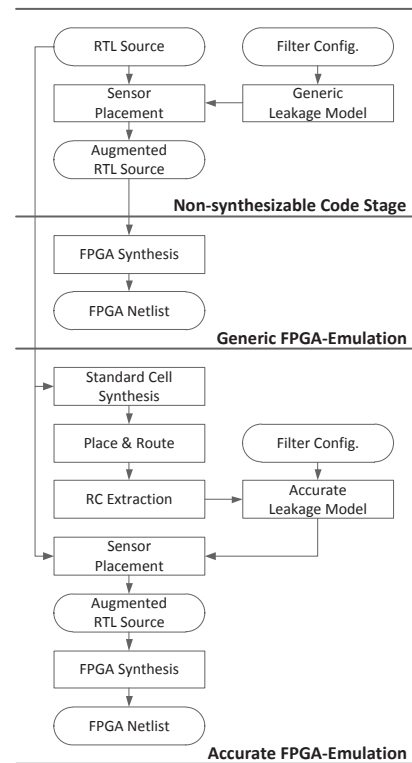 RTL Source
Filter Config.
Sensor
Placement
Generic
Leakage Model
Augmented
RTL Source
Non-synthesizable Code Stage
FPGA Synthesis
FPGA Netlist
Generic FPGA-Emulation
Standard Cell
Synthesis
Place & Route
Filter Config.
RC Extraction
Accurate
Leakage Model
Sensor
Placement
Augmented
RTL Source
FPGA Synthesis
FPGA Netlist
Accurate FPGA-Emulation